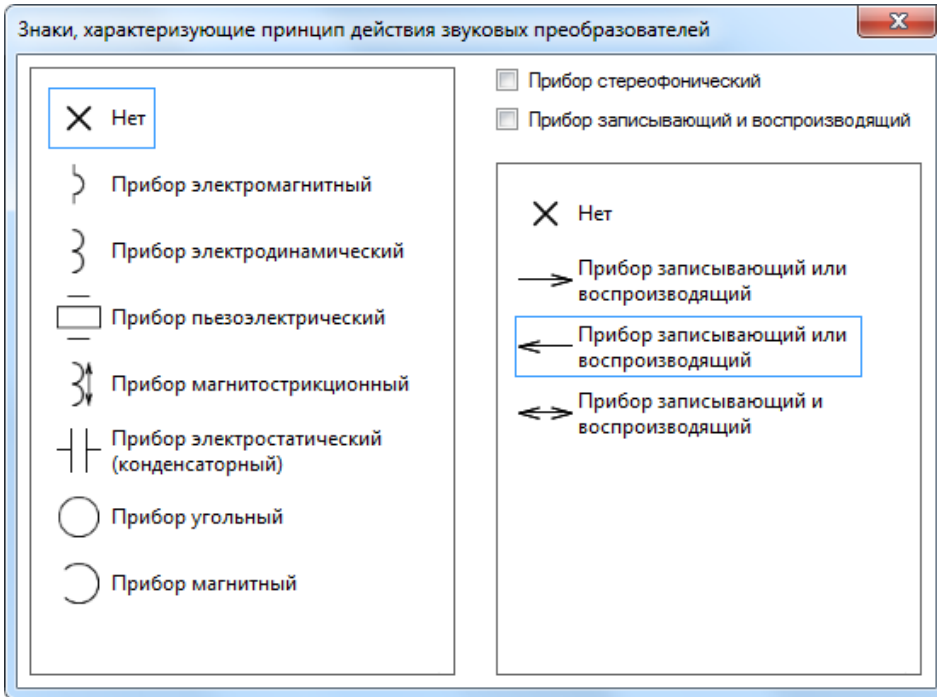 Знаки, характеризующие принцип действия звуковых преобразователей
Нет
Прибор электромагнитный
Прибор электродинамический
Прибор пьезоэлектрический
Прибор магнитострикционный
Прибор электростатический
(конденсаторный)
Прибор угольный
Прибор магнитный
Прибор стереофонический
Прибор записывающий и воспроизводящий
Нет
Прибор записывающий или
воспроизводящий
Прибор записывающий или
воспроизводящий
Прибор записывающий и
воспроизводящий